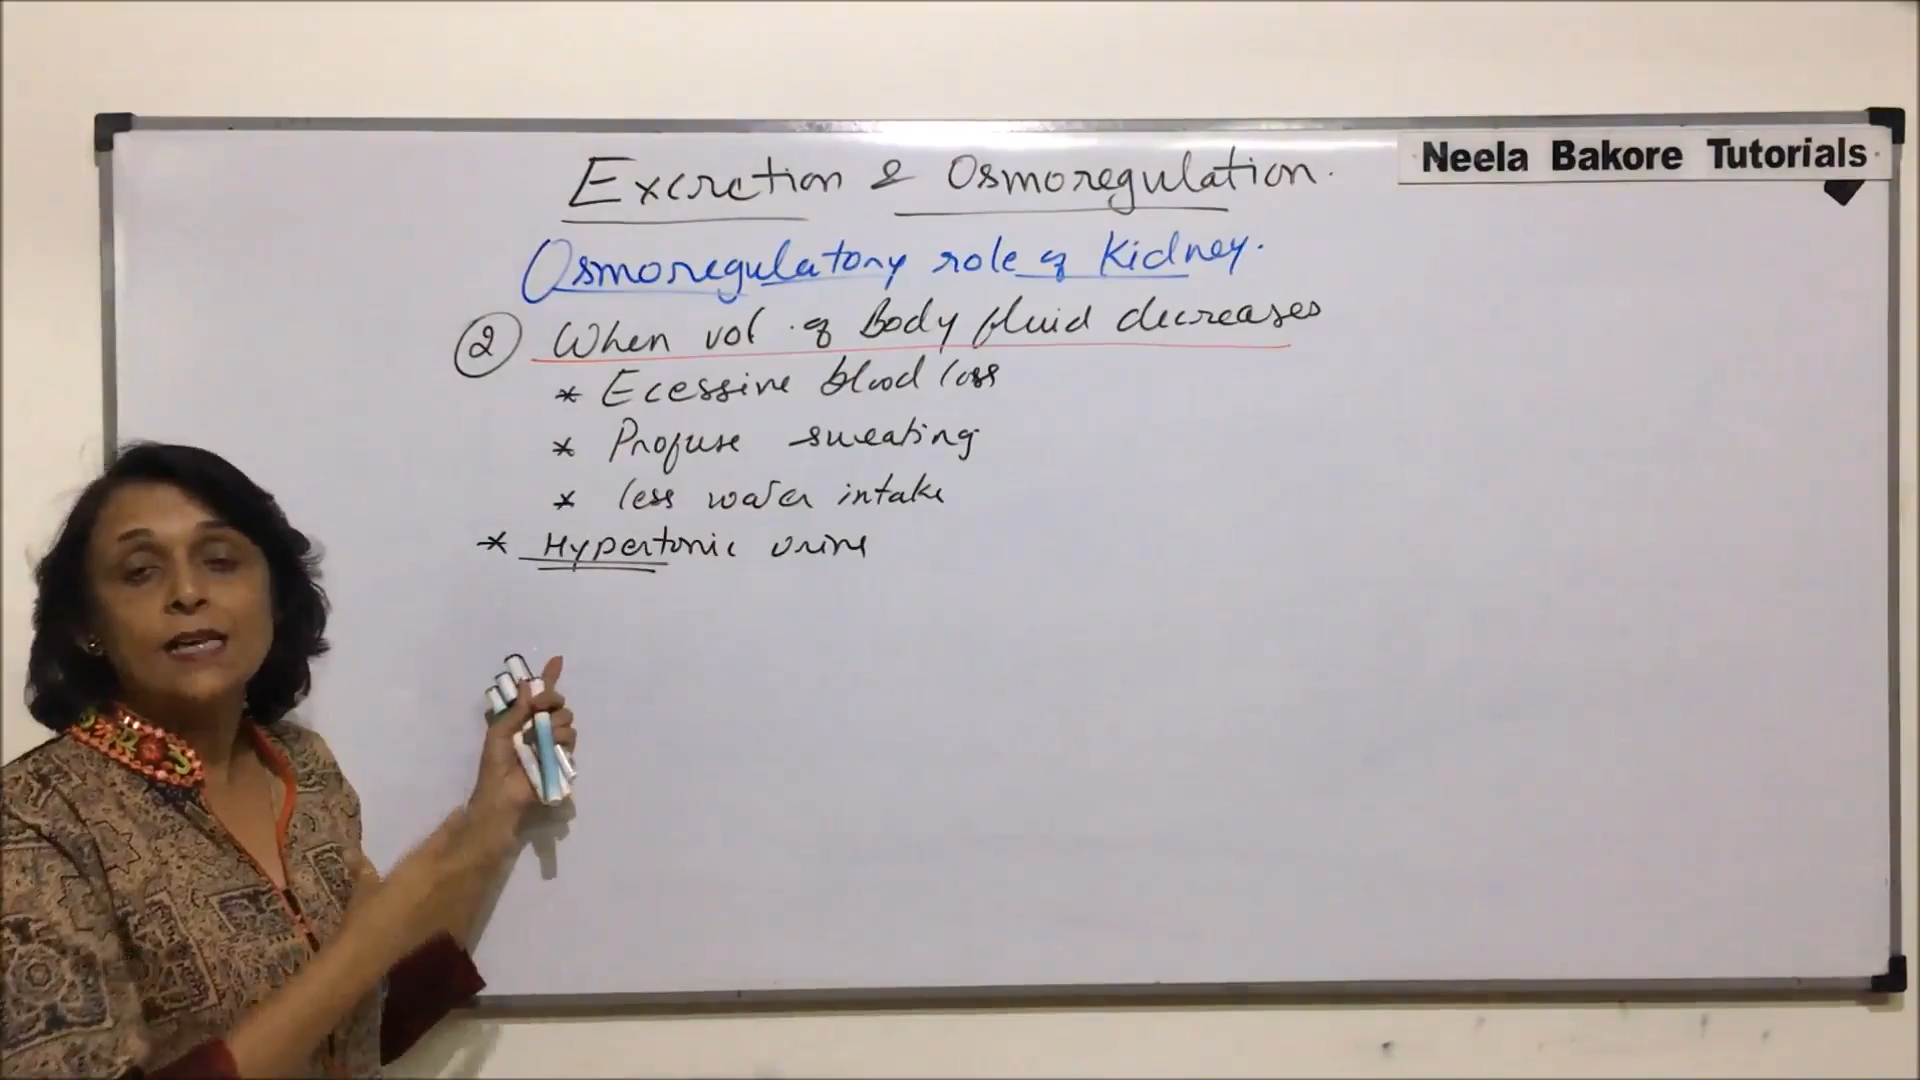 Neela Bakore Tutorials
Excretion & Osmoregulation.
Osmoregulatory role of Kidney.
② When vol. of Body fluid decreases
* Ecessive blood loss
* Profuse sweating
* less water intake
* Hypertonic urine